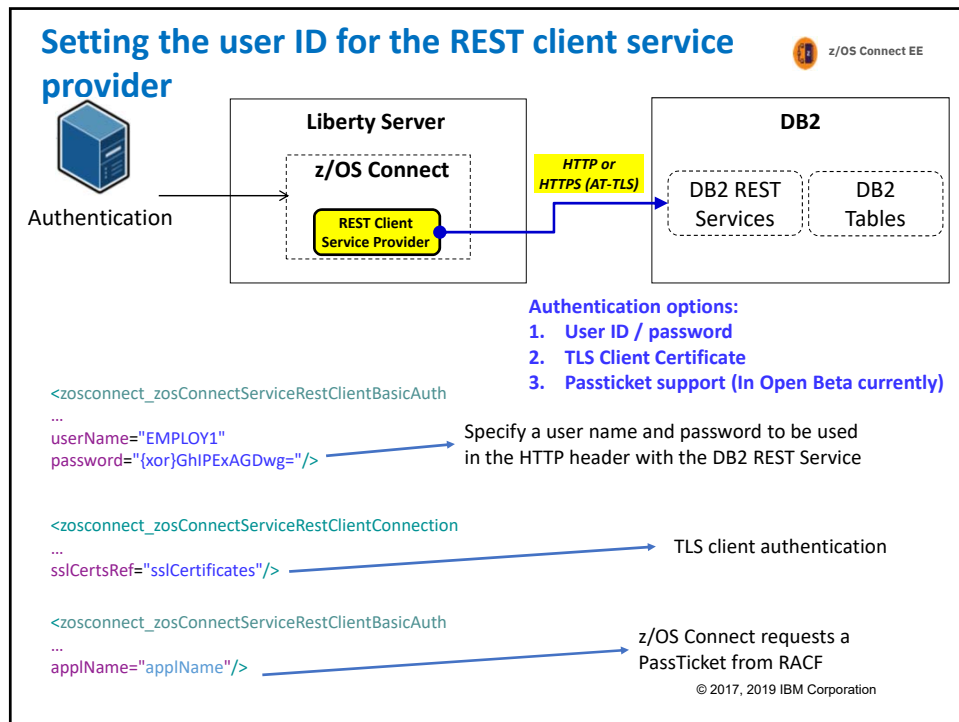 Setting the user ID for the REST client service
provider
z/OS Connect EE
Authentication
Liberty Server
z/OS Connect
REST Client
Service Provider
HTTP or
HTTPS (AT-TLS)
DB2
DB2 REST
Services
DB2
Tables
Authentication options:
1. User ID / password
2. TLS Client Certificate
3. Passticket support (In Open Beta currently)
<zosconnect_zosConnectServiceRestClientBasicAuth
...
userName="EMPLOY1"
password="{xor}GhIPExAGDwg="/>
Specify a user name and password to be used
in the HTTP header with the DB2 REST Service
<zosconnect_zosConnectServiceRestClientConnection
...
sslCertsRef="sslCertificates"/>
TLS client authentication
<zosconnect_zosConnectServiceRestClientBasicAuth
...
applName="applName"/>
z/OS Connect requests a
PassTicket from RACF
© 2017, 2019 IBM Corporation